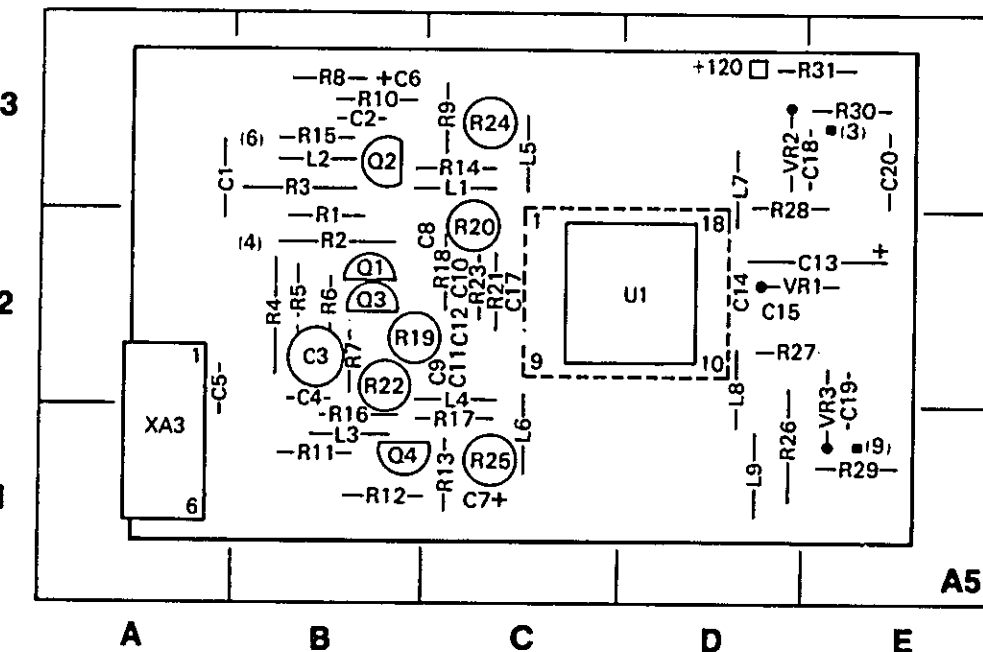 +120 R31
R8 +C6
3 R10 R9 R24 R30
C2 VR2 C18 (3)
(6) R15
L2 Q2 R14 L5 C20
C1 R3 L1 L7
R1 R20 1 18 R28
(4) R2 C8
Q1 R18 C10 R23 R21 C17 C13 +
R4 R5 R6 Q3 U1 C14 VR1
2 C15
C12 R19
1 C3 R7 C9 C11 9 10 R27
C5 R22 L8 C19
C4 L4 VR3
XA3 R16 R17 L6 R26
L3 Q4 (9)
R11 R13 R25 L9 R29
6 R12 C7+
1
A5
A B C D E